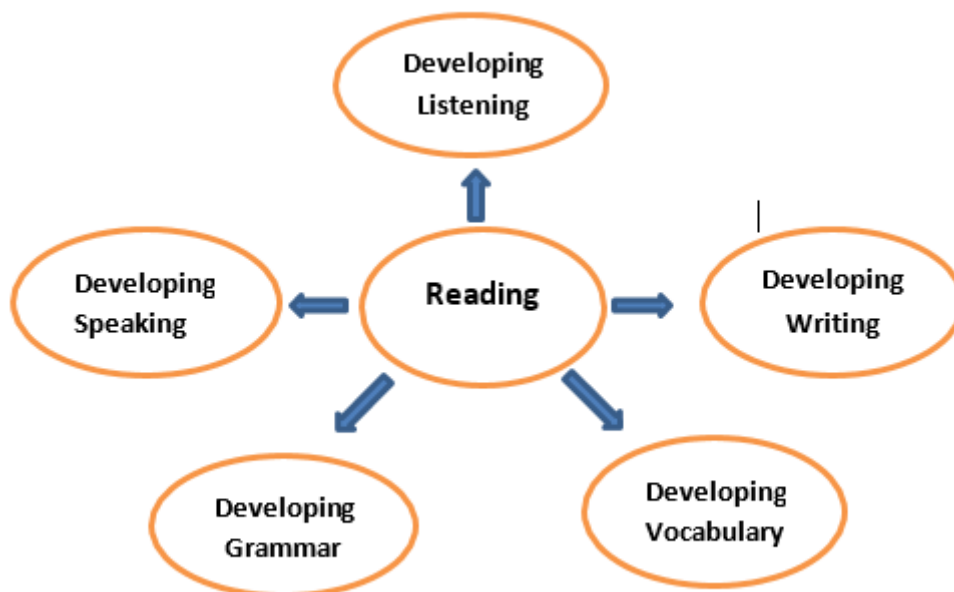 Developing
Listening
Developing
Speaking
Reading
Developing
Writing
Developing
Grammar
Developing
Vocabulary